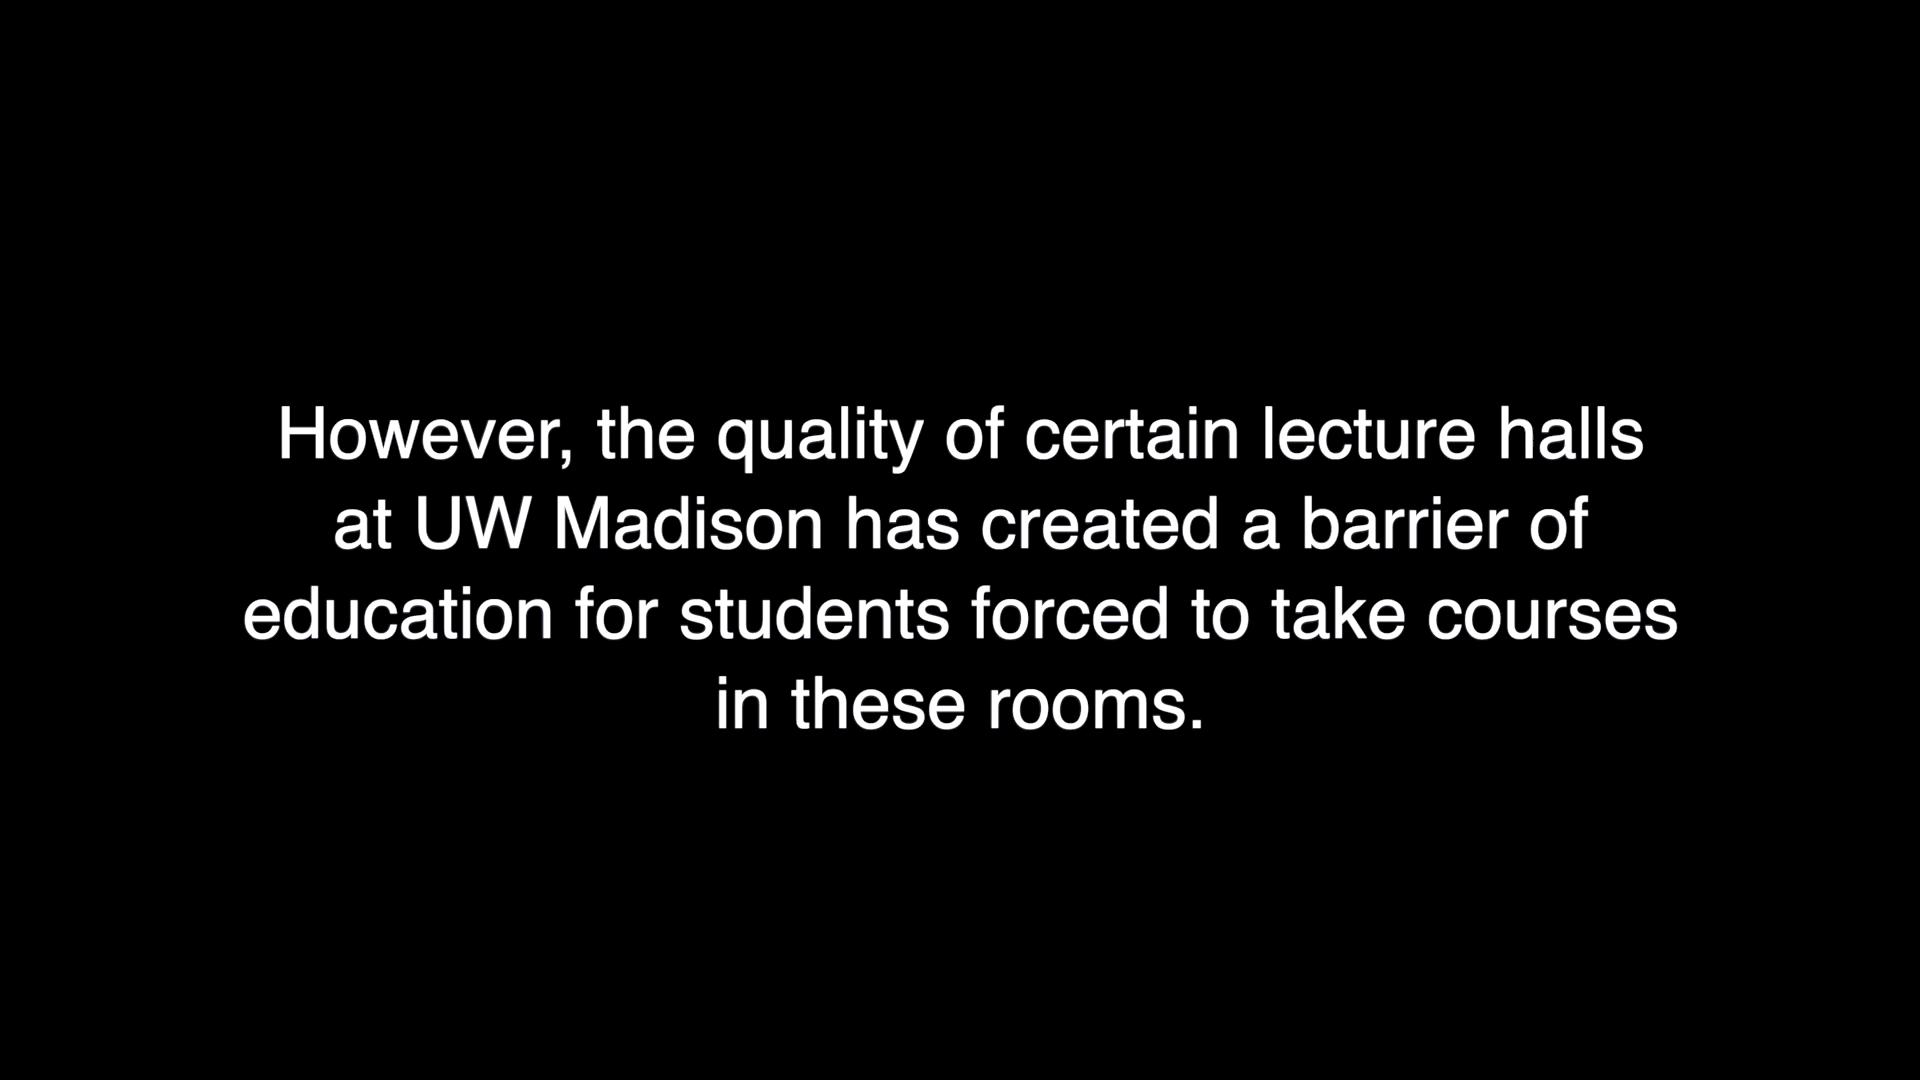 However, the quality of certain lecture halls
at UW Madison has created a barrier of
education for students forced to take courses
in these rooms.